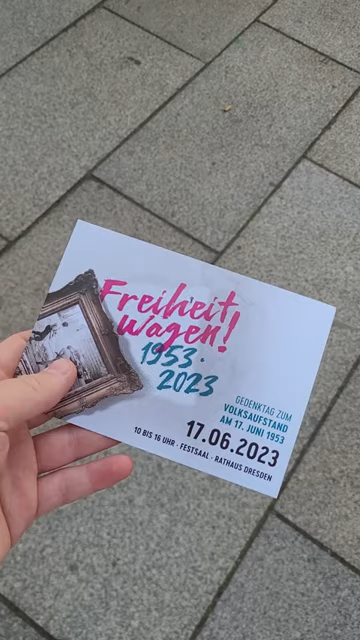 Freiheit
wagen!
1953·
2023
GEDENKTAG ZUM
VOLKSAUFSTAND
AM 17. JUNI 1953
17.06.2023
10 BIS 16 UHR · FESTSAAL · RATHAUS DRESDEN